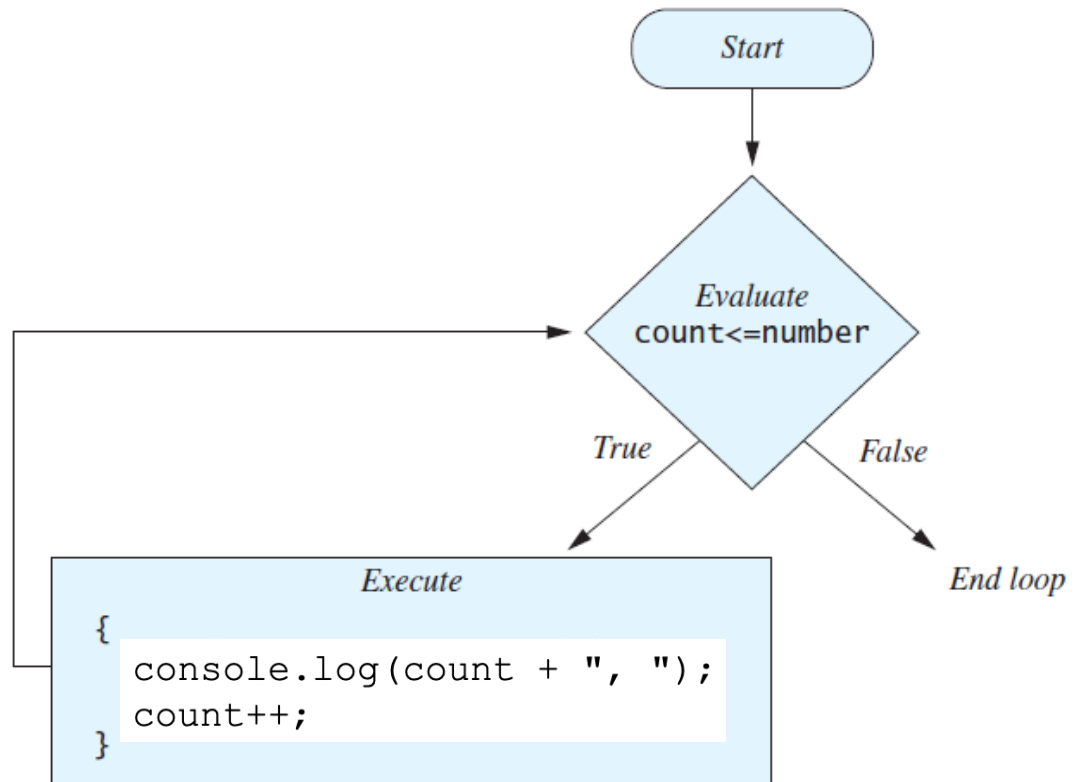 Start
Evaluate
count<=number
True
False
End loop
Execute
{
console.log(count + ", ");
count++;
}